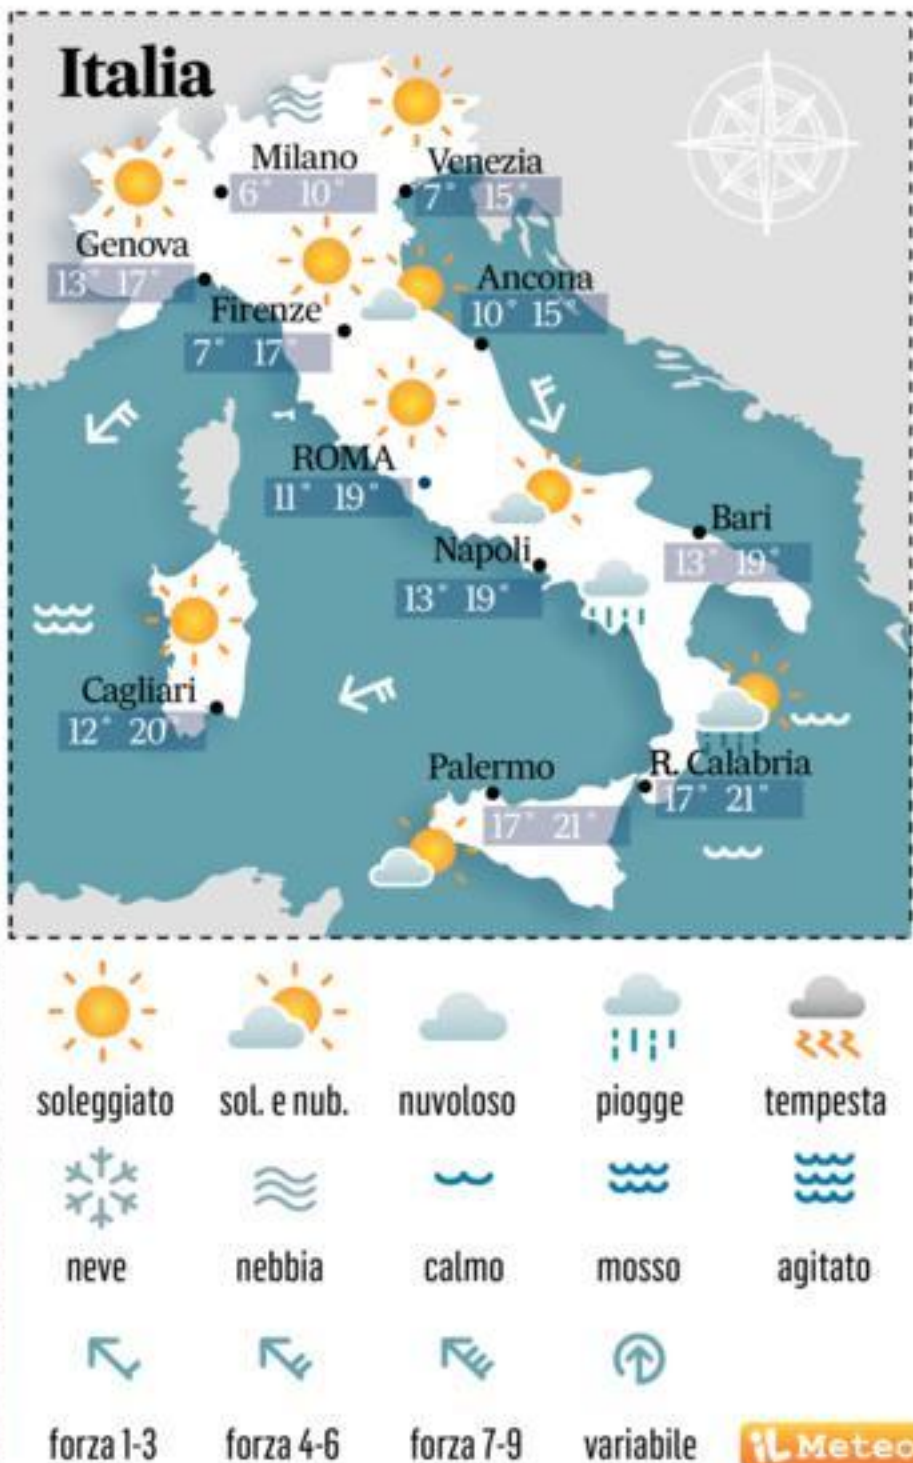 Italia
Milano
6° 10°
Venezia
7° 15°
Genova
13° 17°
Firenze
7° 17°
Ancona
10° 15°
ROMA
11° 19°
Bari
13° 19°
Napoli
13° 19°
Cagliari
12° 20°
Palermo
17° 21°
R. Calabria
17° 21°
soleggiato sol. e nub. nuvoloso piogge tempesta
neve nebbia calmo mosso agitato
forza 1-3 forza 4-6 forza 7-9 variabile
iL Meteo